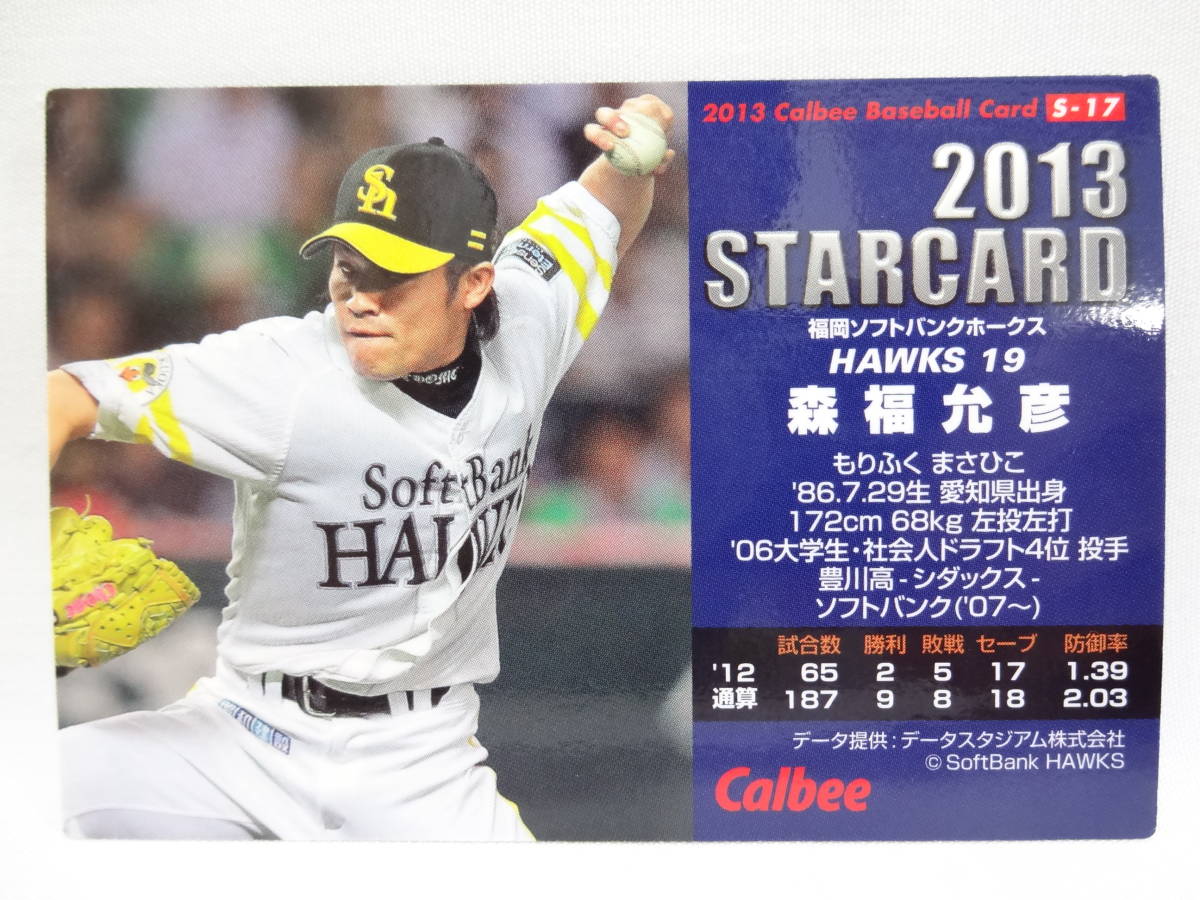 2013 Calbee Baseball Card S-17
2013
STARCARD
福岡ソフトバンクホークス
HAWKS 19
森福允彦
もりふく まさひこ
'86.7.29生 愛知県出身
172cm 68kg 左投左打
'06大学生・社会人ドラフト4位 投手
豊川高 - シダックス -
ソフトバンク('07〜)
試合数 勝利 敗戦 セーブ 防御率
'12 65 2 5 17 1.39
通算 187 9 8 18 2.03
データ提供:データスタジアム株式会社
© SoftBank HAWKS
Calbee
SH
SoftBank
HAWKS